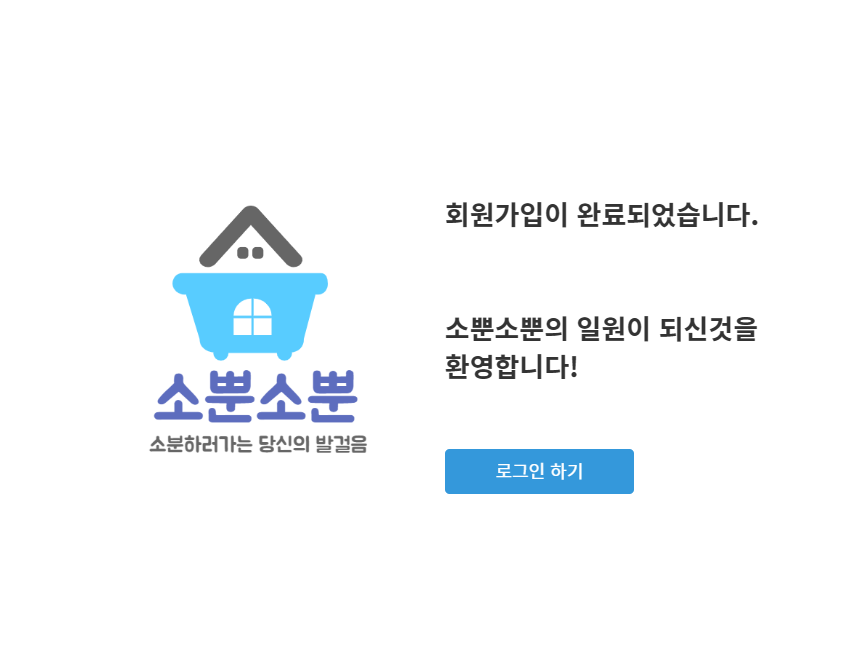 소뿐소뿐
소분하러가는 당신의 발걸음
회원가입이 완료되었습니다.
소뿐소뿐의 일원이 되신것을
환영합니다!
로그인 하기